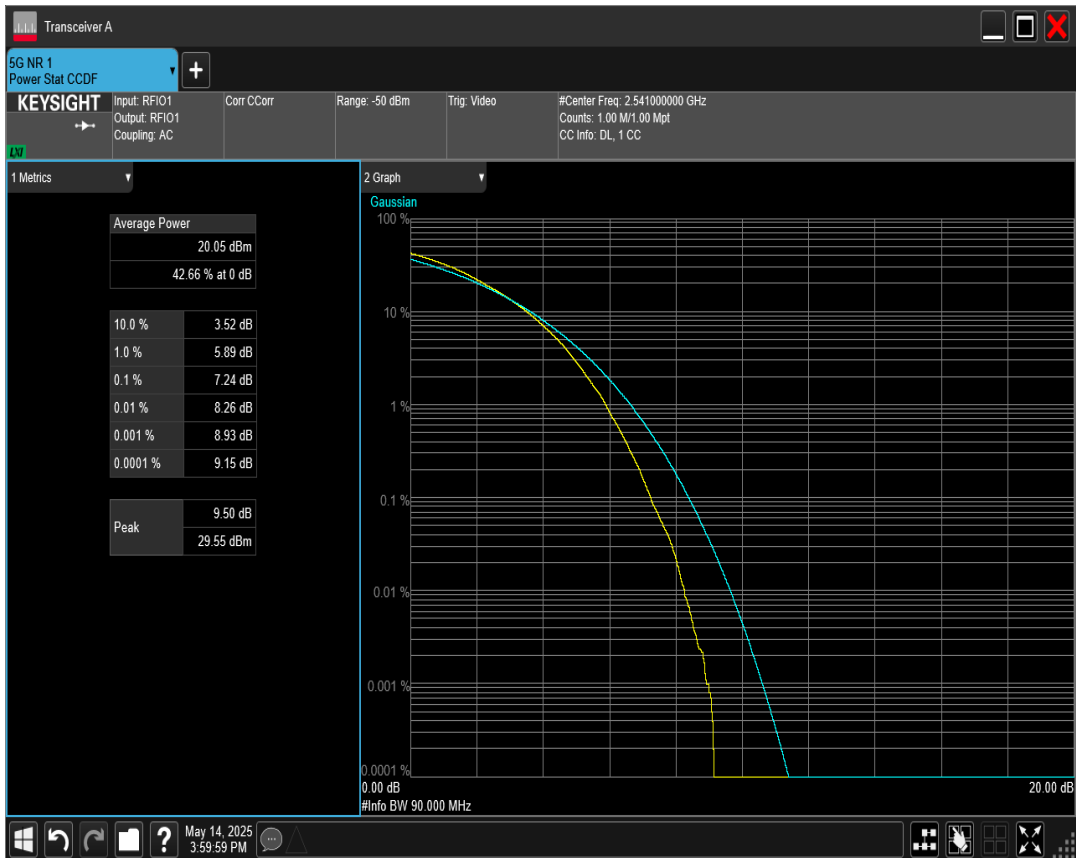 Transceiver A
5G NR 1
Power Stat CCDF
+
KEYSIGHT
LXI
Input: RFIO1
Output: RFIO1
Coupling: AC
Corr CCorr
Range: -50 dBm
Trig: Video
#Center Freq: 2.541000000 GHz
Counts: 1.00 M/1.00 Mpt
CC Info: DL, 1 CC
1 Metrics
Average Power
20.05 dBm
42.66 % at 0 dB
10.0 % 3.52 dB
1.0 % 5.89 dB
0.1 % 7.24 dB
0.01 % 8.26 dB
0.001 % 8.93 dB
0.0001 % 9.15 dB
Peak
9.50 dB
29.55 dBm
2 Graph
Gaussian
100 %
10 %
1 %
0.1 %
0.01 %
0.001 %
0.0001 %
0.00 dB 20.00 dB
#Info BW 90.000 MHz
?
May 14, 2025
3:59:59 PM